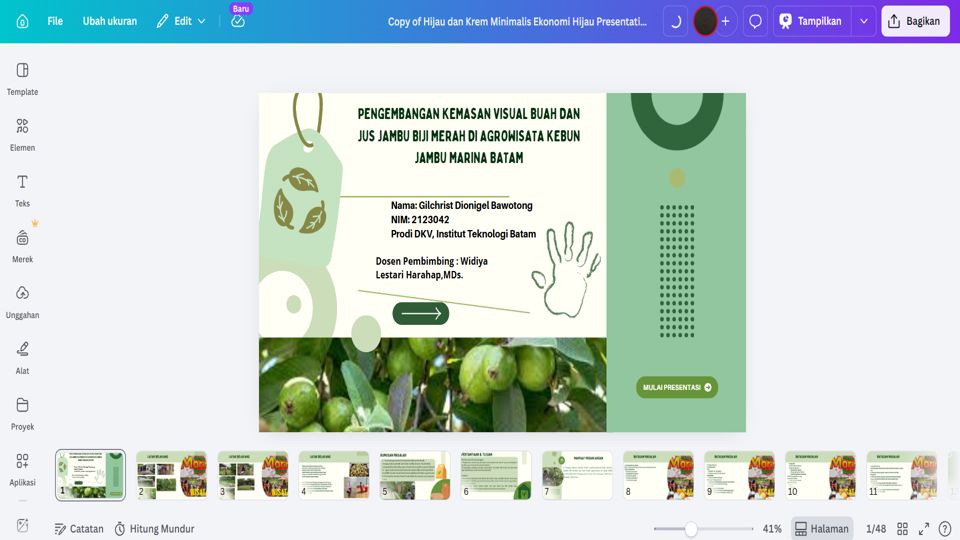 File
Ubah ukuran
Edit
Baru
Copy of Hijau dan Krem Minimalis Ekonomi Hijau Presentati...
Tampilkan
Bagikan
Template
Elemen
Teks
Merek
Unggahan
Alat
Proyek
Aplikasi
PENGEMBANGAN KEMASAN VISUAL BUAH DAN
JUS JAMBU BIJI MERAH DI AGROWISATA KEBUN
JAMBU MARINA BATAM
Nama: Gilchrist Dionigel Bawotong
NIM: 2123042
Prodi DKV, Institut Teknologi Batam
Dosen Pembimbing : Widiya
Lestari Harahap,MDs.
MULAI PRESENTASI
1
2
3
4
5
6
7
8
9
10
11
Catatan
Hitung Mundur
41%
Halaman
1/48